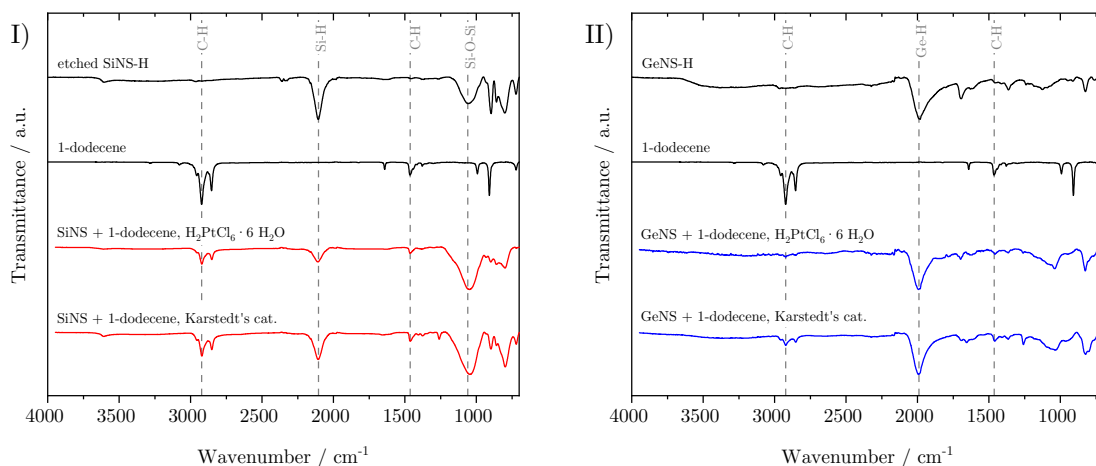 I)
C-H
Si-H
C-H
Si-O-Si
etched SiNS-H
1-dodecene
SiNS + 1-dodecene, H₂PtCl₆ · 6 H₂O
SiNS + 1-dodecene, Karstedt's cat.
Transmittance / a.u.
4000 3500 3000 2500 2000 1500 1000
Wavenumber / cm⁻¹
II)
C-H
Ge-H
C-H
GeNS-H
1-dodecene
GeNS + 1-dodecene, H₂PtCl₆ · 6 H₂O
GeNS + 1-dodecene, Karstedt's cat.
Transmittance / a.u.
4000 3500 3000 2500 2000 1500 1000
Wavenumber / cm⁻¹